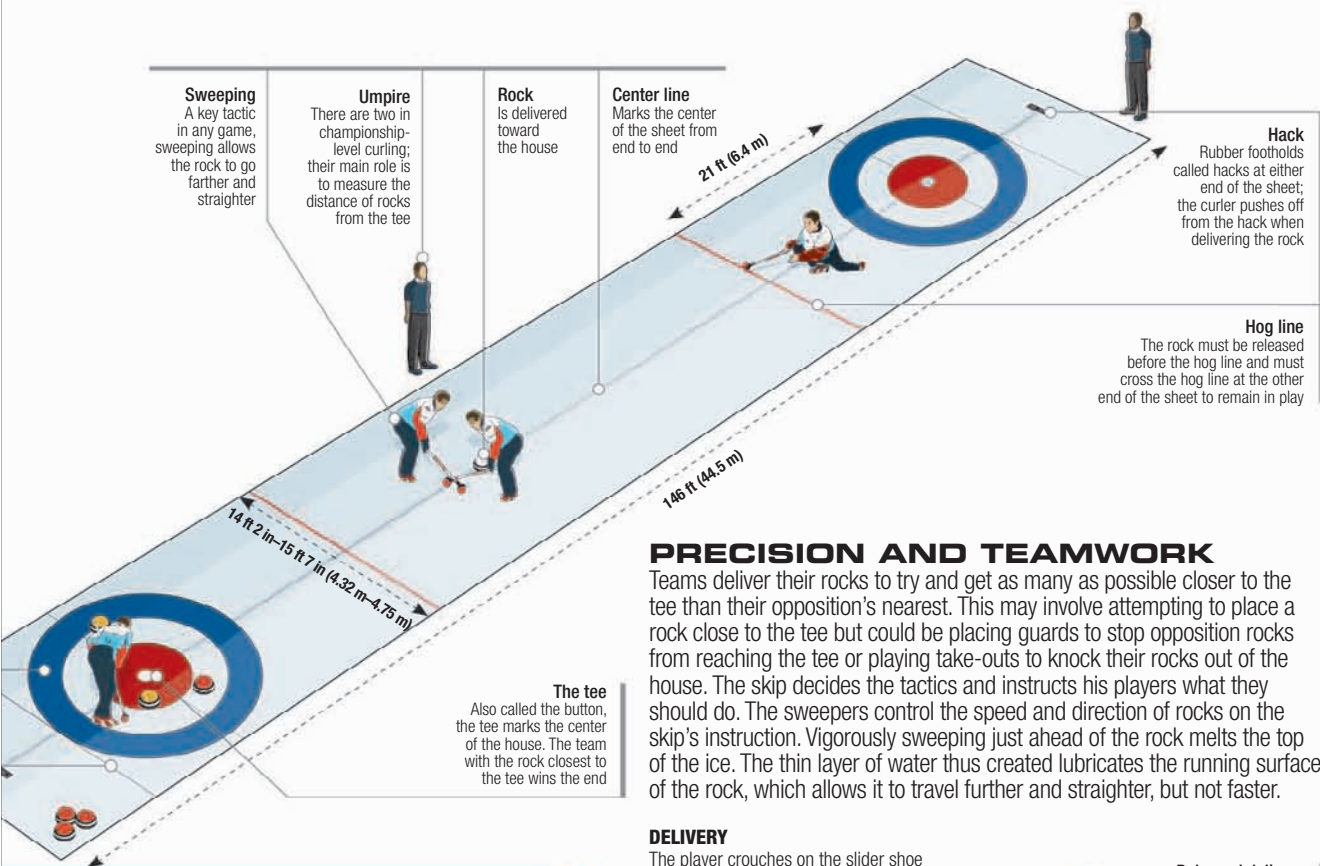 Sweeping
A key tactic
in any game,
sweeping allows
the rock to go
farther and
straighter
Umpire
There are two in
championship-
level curling;
their main role is
to measure the
distance of rocks
from the tee
Rock
Is delivered
toward
the house
Center line
Marks the center
of the sheet from
end to end
21 ft (6.4 m)
Hack
Rubber footholds
called hacks at either
end of the sheet;
the curler pushes off
from the hack when
delivering the rock
Hog line
The rock must be released
before the hog line and must
cross the hog line at the other
end of the sheet to remain in play
146 ft (44.5 m)
14 ft 2 in–15 ft 7 in (4.32 m–4.75 m)
The tee
Also called the button,
the tee marks the center
of the house. The team
with the rock closest to
the tee wins the end
PRECISION AND TEAMWORK
Teams deliver their rocks to try and get as many as possible closer to the
tee than their opposition's nearest. This may involve attempting to place a
rock close to the tee but could be placing guards to stop opposition rocks
from reaching the tee or playing take-outs to knock their rocks out of the
house. The skip decides the tactics and instructs his players what they
should do. The sweepers control the speed and direction of rocks on the
skip's instruction. Vigorously sweeping just ahead of the rock melts the top
of the ice. The thin layer of water thus created lubricates the running surface
of the rock, which allows it to travel further and straighter, but not faster.
DELIVERY
The player crouches on the slider shoe